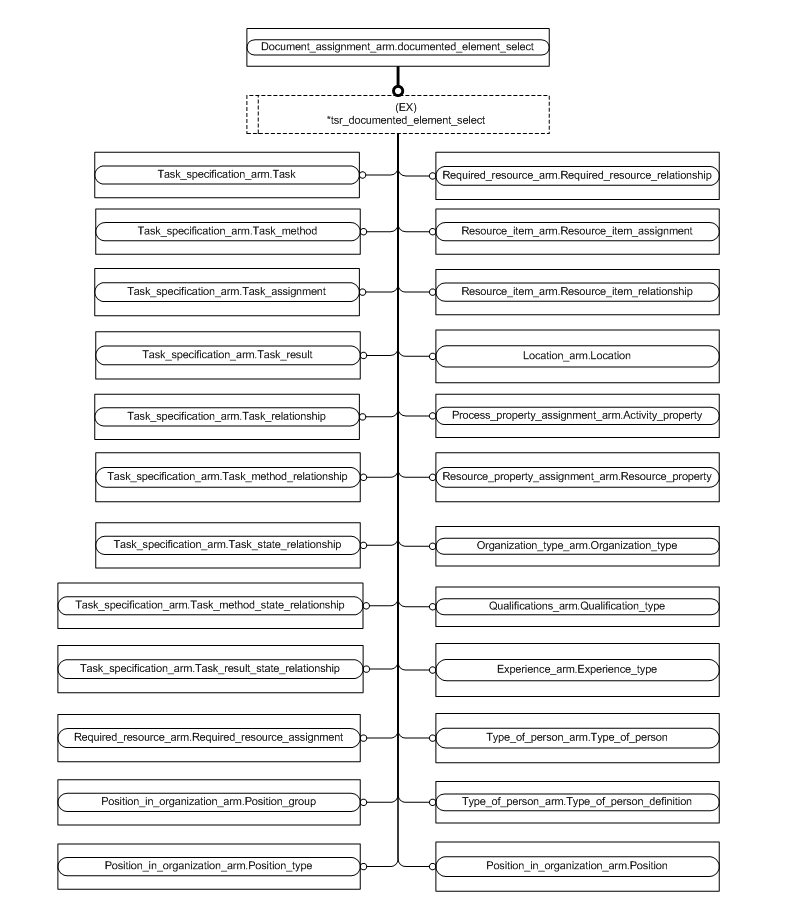 Document_assignment_arm.documented_element_select
(EX)
*tsr_documented_element_select
Task_specification_arm.Task
Required_resource_arm.Required_resource_relationship
Task_specification_arm.Task_method
Resource_item_arm.Resource_item_assignment
Task_specification_arm.Task_assignment
Resource_item_arm.Resource_item_relationship
Task_specification_arm.Task_result
Location_arm.Location
Task_specification_arm.Task_relationship
Process_property_assignment_arm.Activity_property
Task_specification_arm.Task_method_relationship
Resource_property_assignment_arm.Resource_property
Task_specification_arm.Task_state_relationship
Organization_type_arm.Organization_type
Task_specification_arm.Task_method_state_relationship
Qualifications_arm.Qualification_type
Task_specification_arm.Task_result_state_relationship
Experience_arm.Experience_type
Required_resource_arm.Required_resource_assignment
Type_of_person_arm.Type_of_person
Position_in_organization_arm.Position_group
Type_of_person_arm.Type_of_person_definition
Position_in_organization_arm.Position_type
Position_in_organization_arm.Position